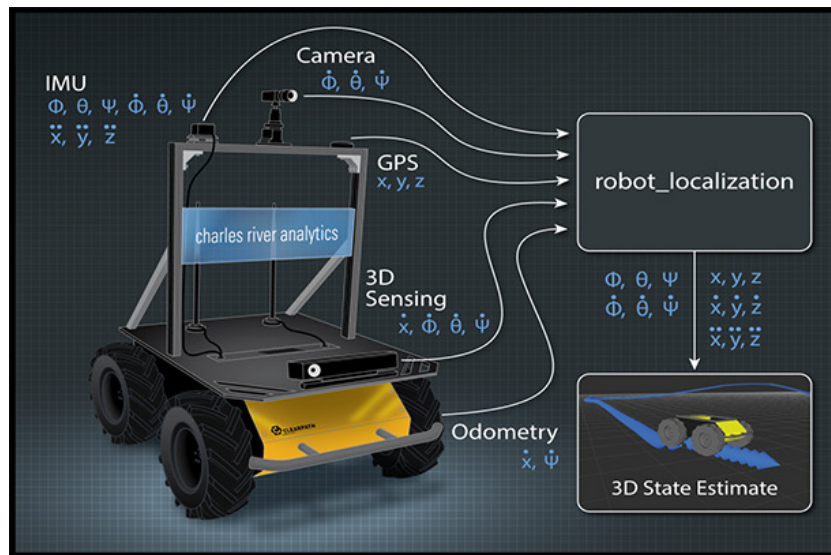 IMU
Φ, θ, Ψ, Φ̇, θ̇, Ψ̇
ẍ, ÿ, z̈
Camera
Φ̇, θ̇, Ψ̇
GPS
x, y, z
charles river analytics
3D
Sensing
ẋ, Φ̇, θ̇, Ψ̇
CLEARPATH
Odometry
ẋ, Ψ̇
robot_localization
Φ, θ, Ψ
Φ̇, θ̇, Ψ̇
x, y, z
ẋ, ẏ, ż
ẍ, ÿ, z̈
3D State Estimate